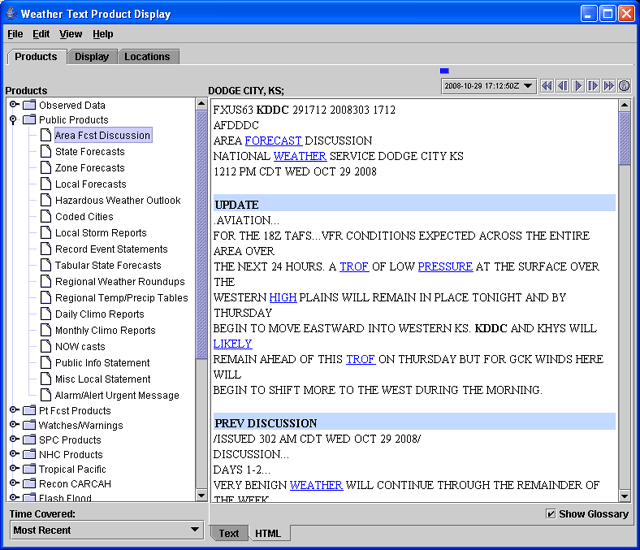 Weather Text Product Display
File Edit View Help
Products Display Locations
Products
Observed Data
Public Products
Area Fcst Discussion
State Forecasts
Zone Forecasts
Local Forecasts
Hazardous Weather Outlook
Coded Cities
Local Storm Reports
Record Event Statements
Tabular State Forecasts
Regional Weather Roundups
Regional Temp/Precip Tables
Daily Climo Reports
Monthly Climo Reports
NOW casts
Public Info Statement
Misc Local Statement
Alarm/Alert Urgent Message
Pt Fcst Products
Watches/Warnings
SPC Products
NHC Products
Tropical Pacific
Recon CARCAH
Flash Flood
Time Covered:
Most Recent
DODGE CITY, KS;
2008-10-29 17:12:50Z
FXUS63 KDDC 291712 2008303 1712
AFDDDC
AREA FORECAST DISCUSSION
NATIONAL WEATHER SERVICE DODGE CITY KS
1212 PM CDT WED OCT 29 2008
UPDATE
.AVIATION...
FOR THE 18Z TAFS...VFR CONDITIONS EXPECTED ACROSS THE ENTIRE
AREA OVER
THE NEXT 24 HOURS. A TROF OF LOW PRESSURE AT THE SURFACE OVER
THE
WESTERN HIGH PLAINS WILL REMAIN IN PLACE TONIGHT AND BY
THURSDAY
BEGIN TO MOVE EASTWARD INTO WESTERN KS. KDDC AND KHYS WILL
LIKELY
REMAIN AHEAD OF THIS TROF ON THURSDAY BUT FOR GCK WINDS HERE
WILL
BEGIN TO SHIFT MORE TO THE WEST DURING THE MORNING.
PREV DISCUSSION
/ISSUED 302 AM CDT WED OCT 29 2008/
DISCUSSION...
DAYS 1-2...
VERY BENIGN WEATHER WILL CONTINUE THROUGH THE REMAINDER OF
THE WEEK
Show Glossary
Text HTML